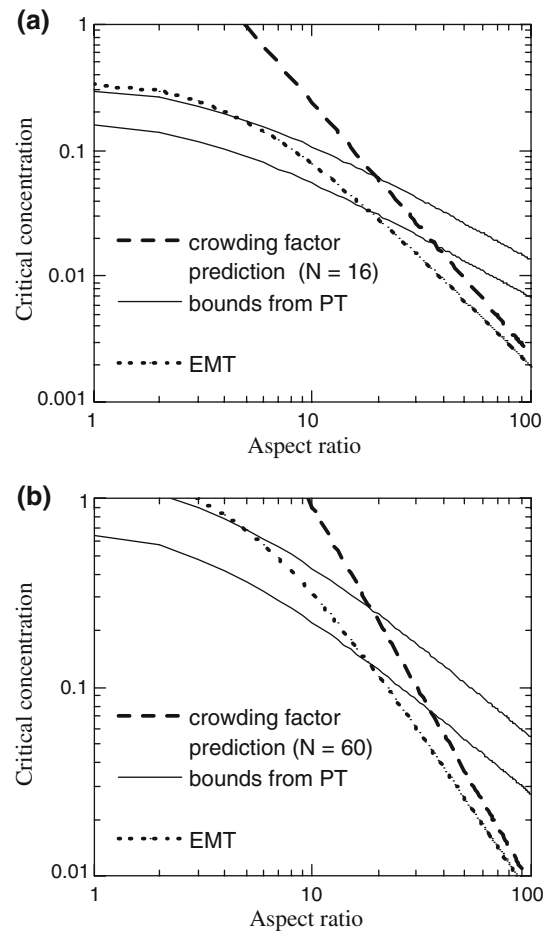 (a)
1
0.1
0.01
0.001
Critical concentration
crowding factor
prediction (N = 16)
bounds from PT
EMT
1 10 100
Aspect ratio
(b)
1
0.1
0.01
Critical concentration
crowding factor
prediction (N = 60)
bounds from PT
EMT
1 10 100
Aspect ratio